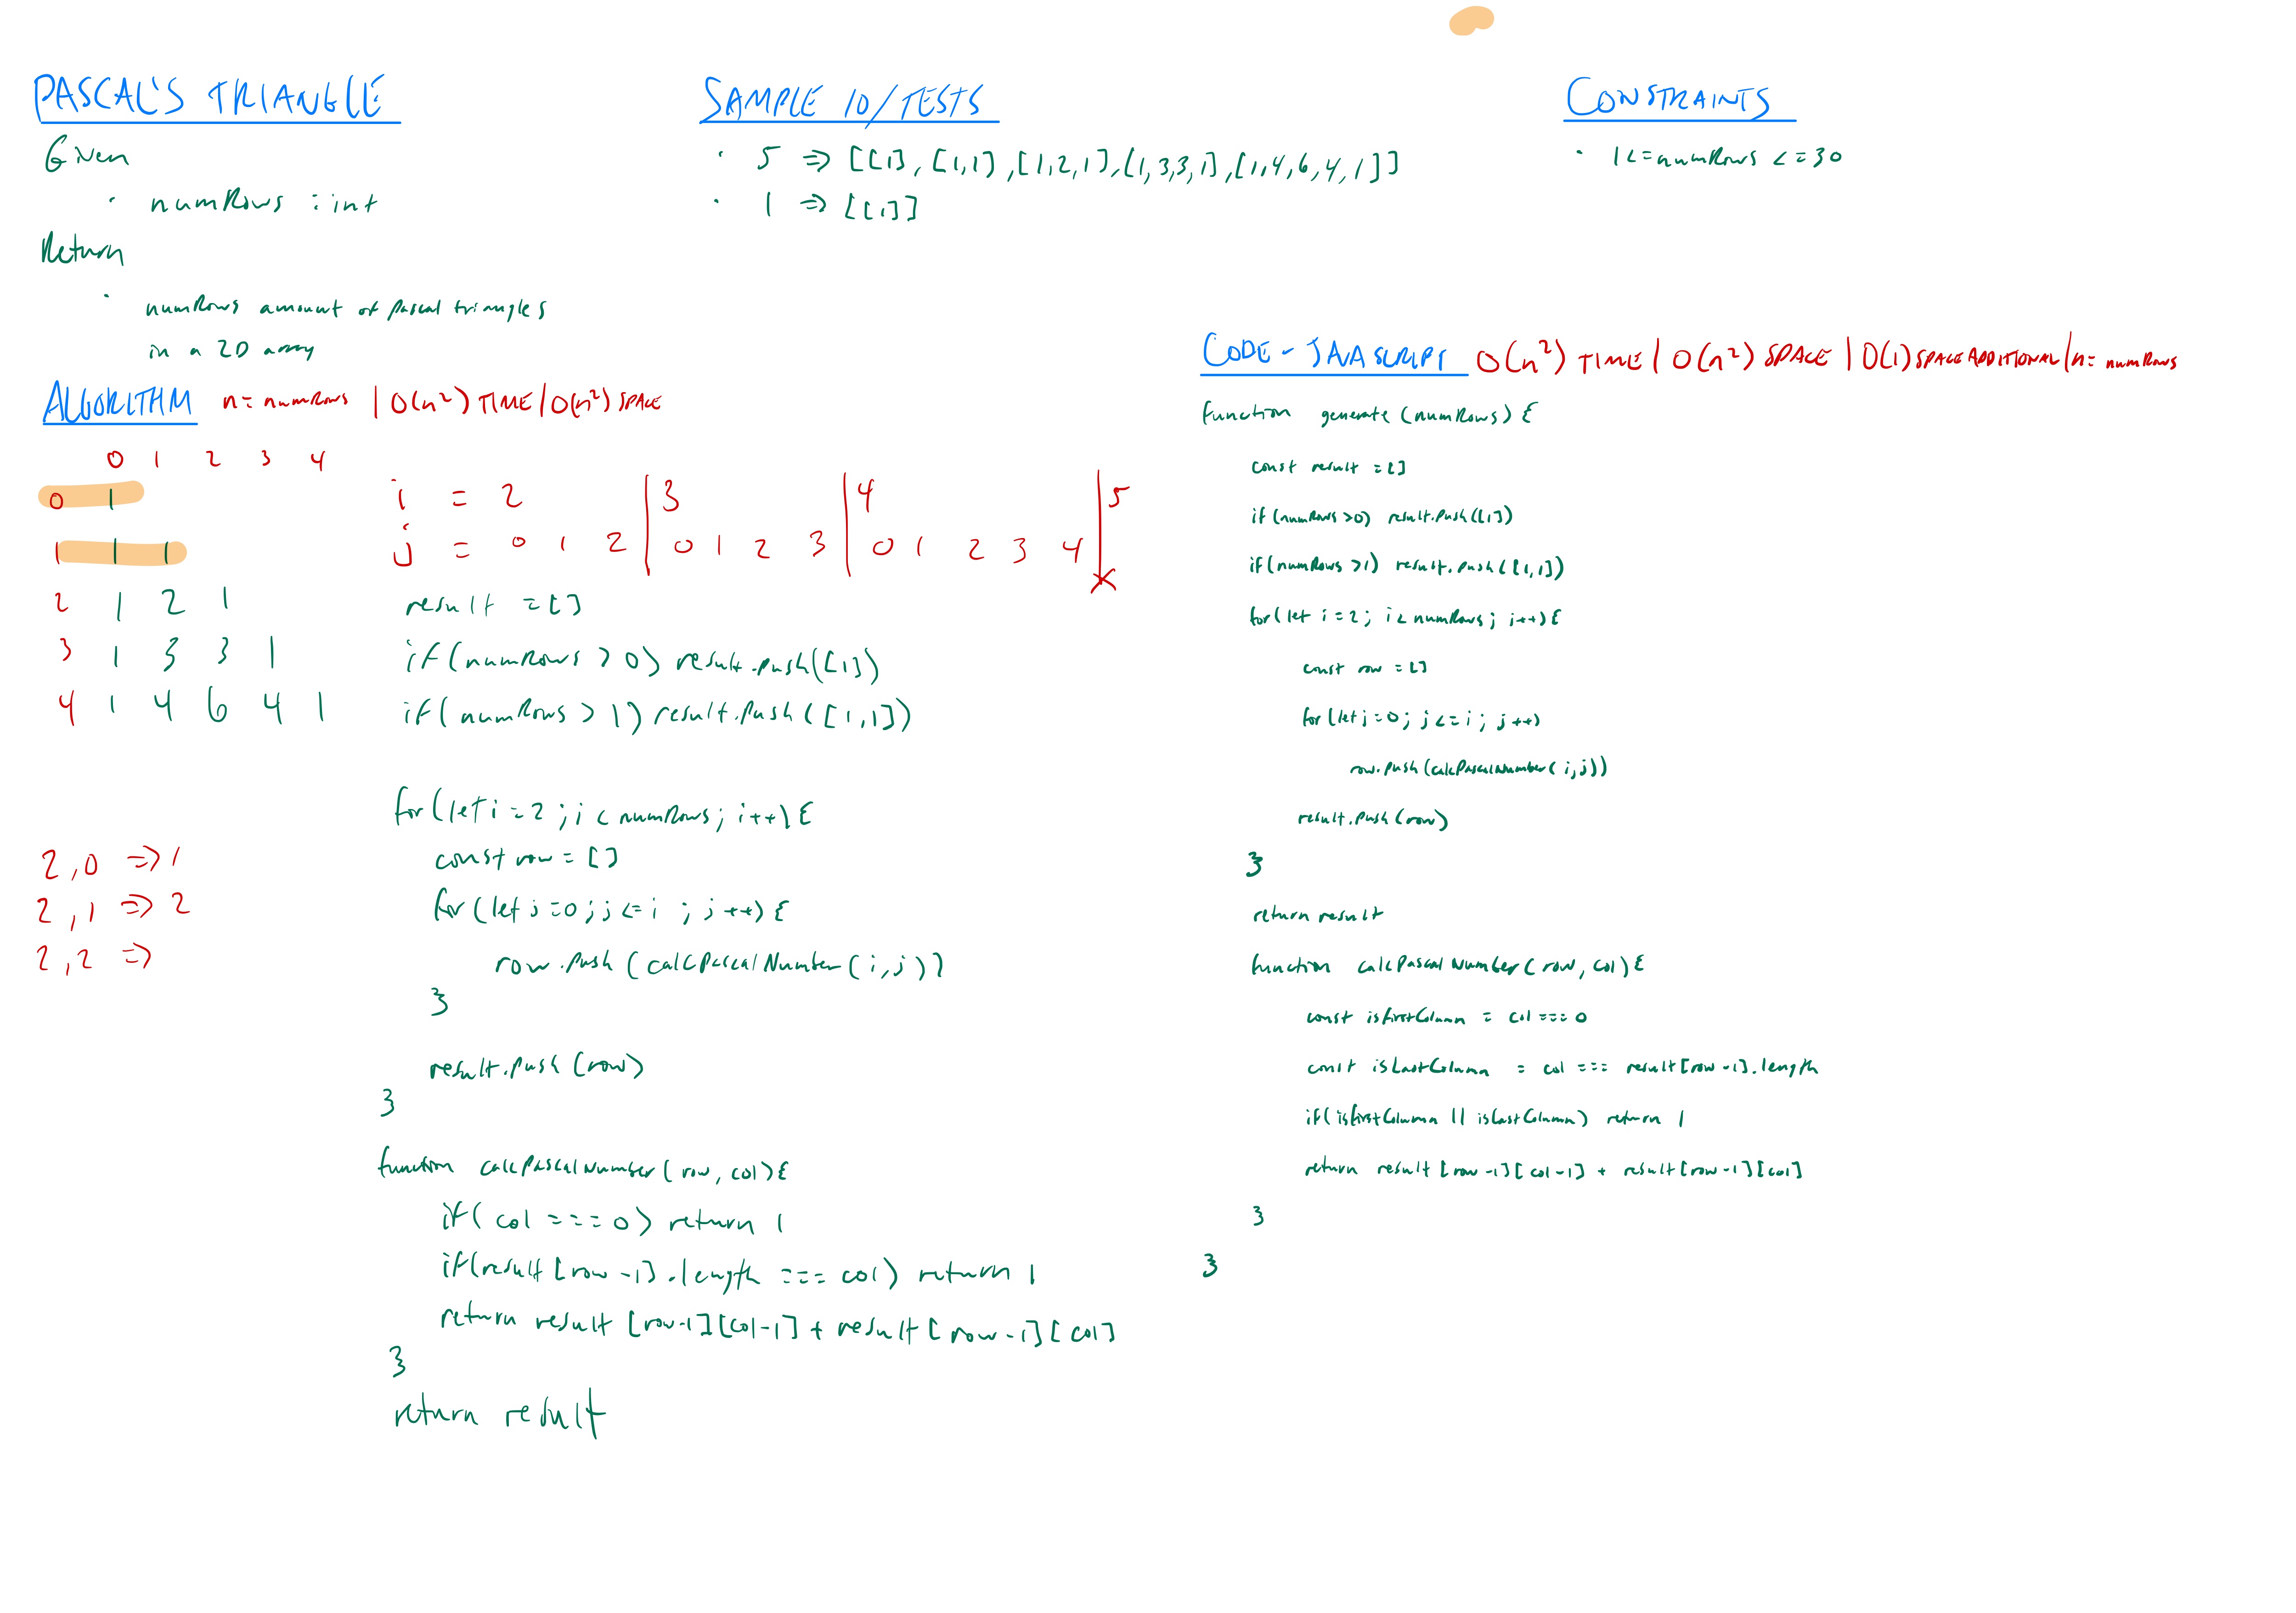 PASCAL'S TRIANGLE
Given
· numRows : int
Return
· numRows amount of pascal triangles
in a 2D array
SAMPLE IO/TESTS
· 5 => [[1], [1,1], [1,2,1], [1,3,3,1], [1,4,6,4,1]]
· 1 => [[1]]
CONSTRAINTS
· 1 <= numRows <= 30
ALGORITHM n = numRows | O(n²) TIME / O(n²) SPACE
0 1 2 3 4
0 1
1 1 1
2 1 2 1
3 1 3 3 1
4 1 4 6 4 1
2,0 => 1
2,1 => 2
2,2 =>
i = 2 | 3 | 4 | 5
j = 0 1 2 | 0 1 2 3 | 0 1 2 3 4 | X
result = []
if (numRows > 0) result.push([1])
if (numRows > 1) result.push([1,1])
for (let i = 2; i < numRows; i++) {
const row = []
for (let j = 0; j <= i ; j++) {
row.push (calcPascalNumber(i,j))
}
result.push (row)
}
function calcPascalNumber (row, col) {
if (col === 0) return 1
if (result [row -1].length === col) return 1
return result [row-1][col-1] + result [row-1][col]
}
return result
CODE - JAVASCRIPT O(n²) TIME / O(n²) SPACE | O(1) SPACE ADDITIONAL / n = numRows
function generate (numRows) {
const result = []
if (numRows > 0) result.push([1])
if (numRows > 1) result.push([1,1])
for (let i = 2; i < numRows; i++) {
const row = []
for (let j = 0; j <= i; j++)
row.push (calcPascalNumber(i,j))
result.push (row)
}
return result
function calcPascalNumber (row, col) {
const isFirstColumn = col === 0
const isLastColumn = col === result[row -1].length
if (isFirstColumn || isLastColumn) return 1
return result [row -1][col -1] + result [row -1][col]
}
}